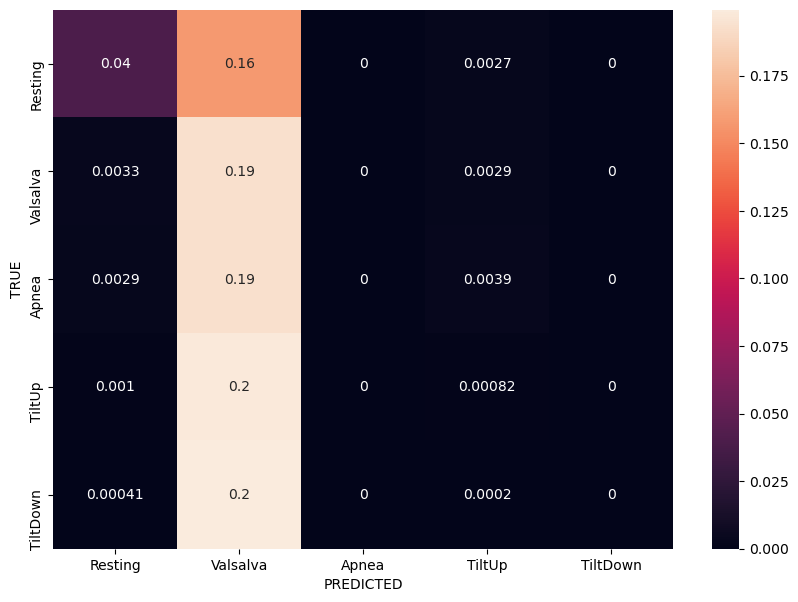 Resting 0.04 0.16 0 0.0027 0
Valsalva 0.0033 0.19 0 0.0029 0
Apnea 0.0029 0.19 0 0.0039 0
TiltUp 0.001 0.2 0 0.00082 0
TiltDown 0.00041 0.2 0 0.0002 0
TRUE
Resting Valsalva Apnea TiltUp TiltDown
PREDICTED
0.175
0.150
0.125
0.100
0.075
0.050
0.025
0.000